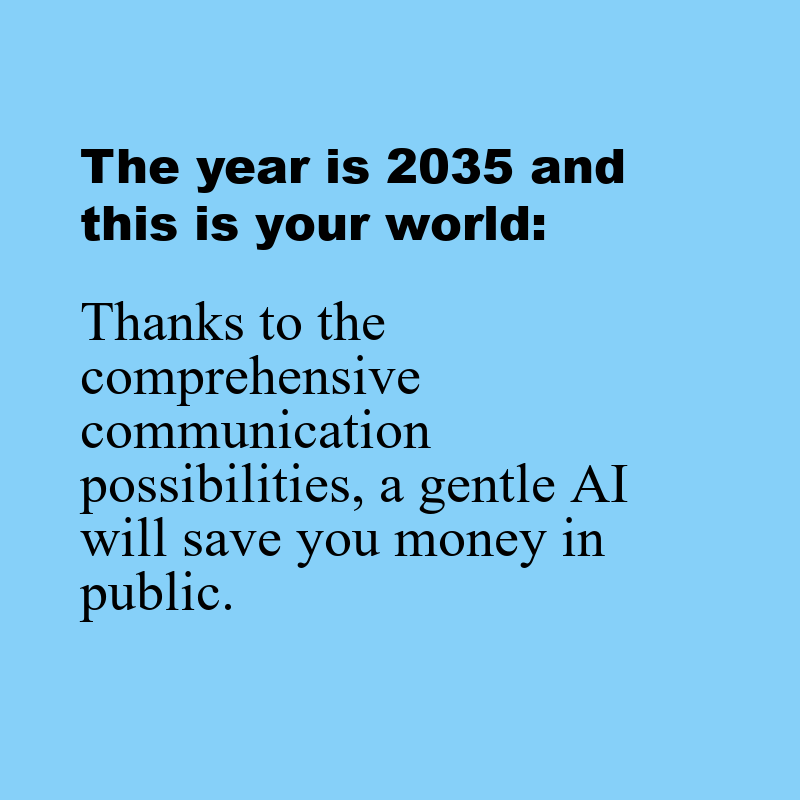 The year is 2035 and
this is your world:
Thanks to the
comprehensive
communication
possibilities, a gentle AI
will save you money in
public.